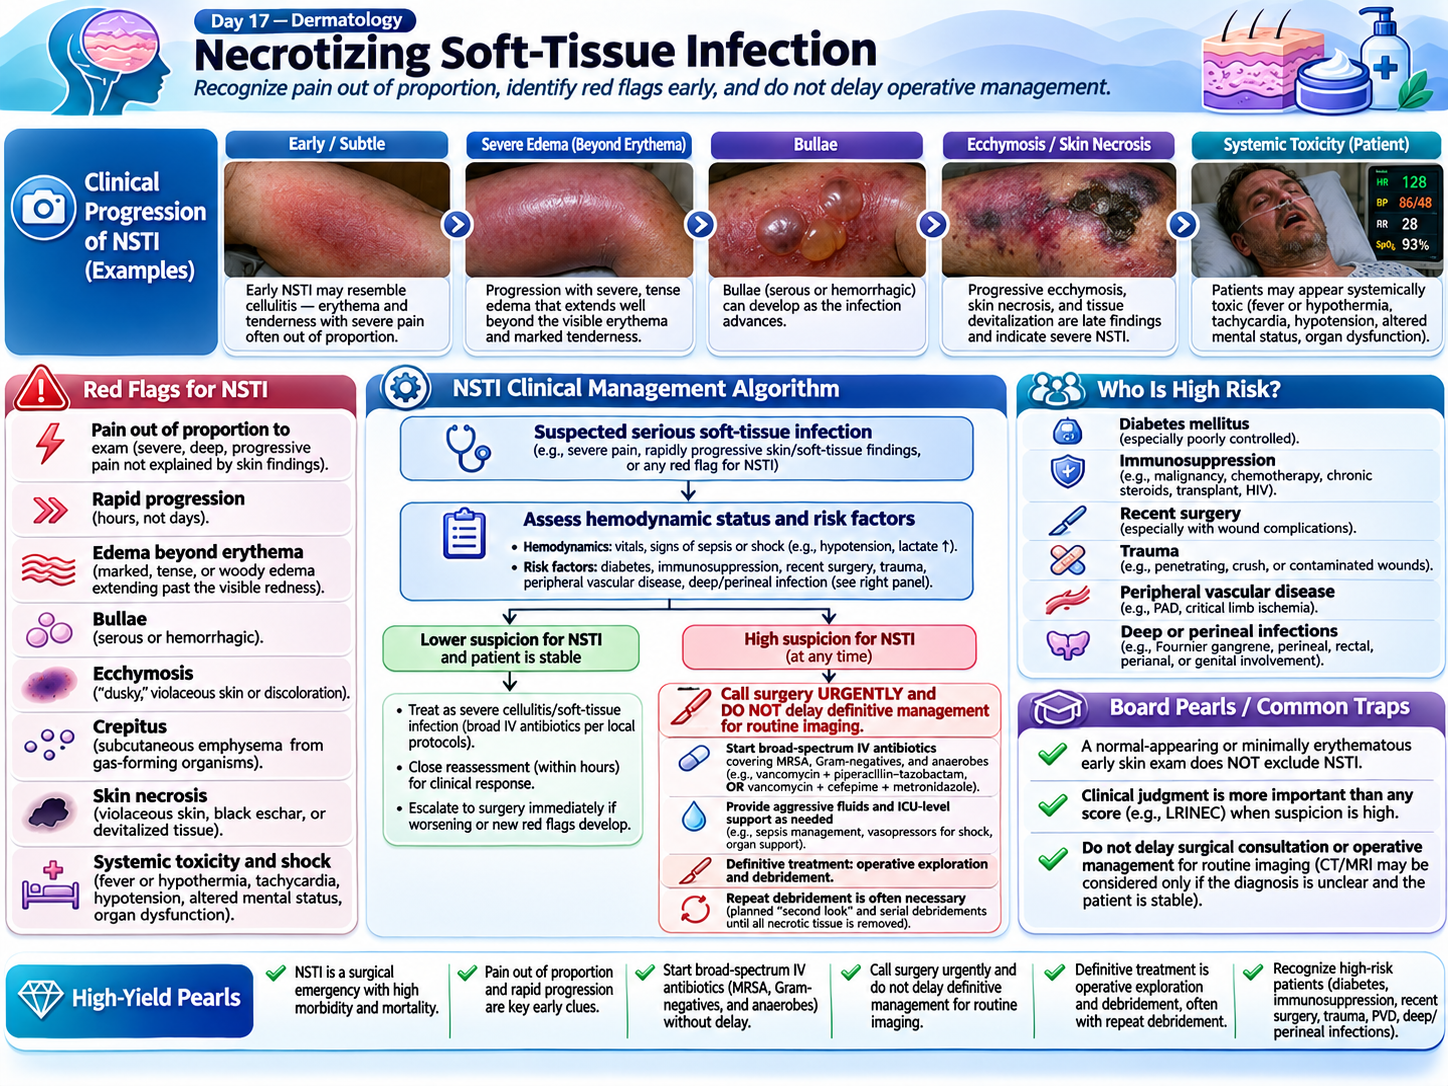 Day 17 — Dermatology
Necrotizing Soft-Tissue Infection
Recognize pain out of proportion, identify red flags early, and do not delay operative management.
Clinical
Progression
of NSTI
(Examples)
Early / Subtle
Early NSTI may resemble
cellulitis — erythema and
tenderness with severe pain
often out of proportion.
Severe Edema (Beyond Erythema)
Progression with severe, tense
edema that extends well
beyond the visible erythema
and marked tenderness.
Bullae
Bullae (serous or hemorrhagic)
can develop as the infection
advances.
Ecchymosis / Skin Necrosis
Progressive ecchymosis,
skin necrosis, and tissue
devitalization are late findings
and indicate severe NSTI.
Systemic Toxicity (Patient)
HR 128
BP 86/48
RR 28
SpO₂ 93%
Patients may appear systemically
toxic (fever or hypothermia,
tachycardia, hypotension, altered
mental status, organ dysfunction).
Red Flags for NSTI
Pain out of proportion to
exam (severe, deep, progressive
pain not explained by skin findings).
Rapid progression
(hours, not days).
Edema beyond erythema
(marked, tense, or woody edema
extending past the visible redness).
Bullae
(serous or hemorrhagic).
Ecchymosis
("dusky," violaceous skin or discoloration).
Crepitus
(subcutaneous emphysema from
gas-forming organisms).
Skin necrosis
(violaceous skin, black eschar, or
devitalized tissue).
Systemic toxicity and shock
(fever or hypothermia, tachycardia,
hypotension, altered mental status,
organ dysfunction).
NSTI Clinical Management Algorithm
Suspected serious soft-tissue infection
(e.g., severe pain, rapidly progressive skin/soft-tissue findings,
or any red flag for NSTI)
Assess hemodynamic status and risk factors
• Hemodynamics: vitals, signs of sepsis or shock (e.g., hypotension, lactate ↑).
• Risk factors: diabetes, immunosuppression, recent surgery, trauma,
peripheral vascular disease, deep/perineal infection (see right panel).
Lower suspicion for NSTI
and patient is stable
• Treat as severe cellulitis/soft-tissue
infection (broad IV antibiotics per local
protocols).
• Close reassessment (within hours)
for clinical response.
• Escalate to surgery immediately if
worsening or new red flags develop.
High suspicion for NSTI
(at any time)
Call surgery URGENTLY and
DO NOT delay definitive management
for routine imaging.
Start broad-spectrum IV antibiotics
covering MRSA, Gram-negatives, and anaerobes
(e.g., vancomycin + piperacillin-tazobactam,
OR vancomycin + cefepime + metronidazole).
Provide aggressive fluids and ICU-level
support as needed
(e.g., sepsis management, vasopressors for shock,
organ support).
Definitive treatment: operative exploration
and debridement.
Repeat debridement is often necessary
(planned "second look" and serial debridements
until all necrotic tissue is removed).
Who Is High Risk?
Diabetes mellitus
(especially poorly controlled).
Immunosuppression
(e.g., malignancy, chemotherapy, chronic
steroids, transplant, HIV).
Recent surgery
(especially with wound complications).
Trauma
(e.g., penetrating, crush, or contaminated wounds).
Peripheral vascular disease
(e.g., PAD, critical limb ischemia).
Deep or perineal infections
(e.g., Fournier gangrene, perineal, rectal,
perianal, or genital involvement).
Board Pearls / Common Traps
A normal-appearing or minimally erythematous
early skin exam does NOT exclude NSTI.
Clinical judgment is more important than any
score (e.g., LRINEC) when suspicion is high.
Do not delay surgical consultation or operative
management for routine imaging (CT/MRI may be
considered only if the diagnosis is unclear and the
patient is stable).
High-Yield Pearls
NSTI is a surgical
emergency with high
morbidity and mortality.
Pain out of proportion
and rapid progression
are key early clues.
Start broad-spectrum IV
antibiotics (MRSA, Gram-
negatives, and anaerobes)
without delay.
Call surgery urgently and
do not delay definitive
management for routine
imaging.
Definitive treatment is
operative exploration
and debridement, often
with repeat debridement.
Recognize high-risk
patients (diabetes,
immunosuppression, recent
surgery, trauma, PVD, deep/
perineal infections).